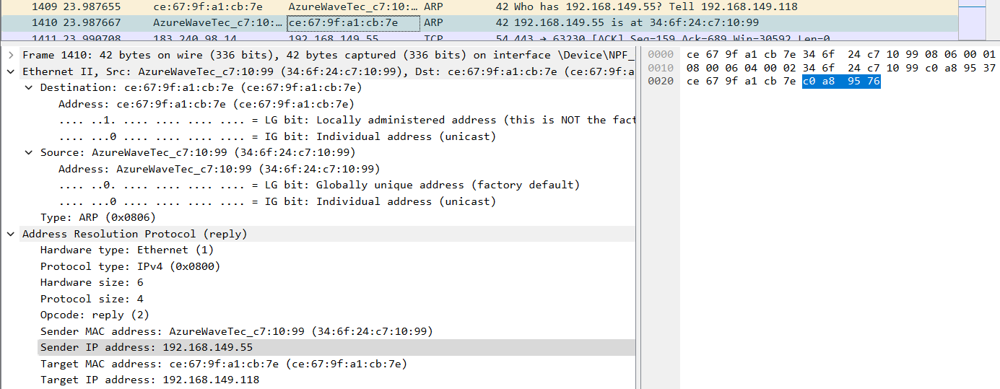 1409 23.987655 ce:67:9f:a1:cb:7e AzureWaveTec_c7:10:… ARP 42 Who has 192.168.149.55? Tell 192.168.149.118
1410 23.987667 AzureWaveTec_c7:10:… ce:67:9f:a1:cb:7e ARP 42 192.168.149.55 is at 34:6f:24:c7:10:99
1411 23.990708 183.240.98.14 192.168.149.55 TCP 54 443 → 63230 [ACK] Seq=159 Ack=689 Win=30592 Len=0
Frame 1410: 42 bytes on wire (336 bits), 42 bytes captured (336 bits) on interface \Device\NPF_
Ethernet II, Src: AzureWaveTec_c7:10:99 (34:6f:24:c7:10:99), Dst: ce:67:9f:a1:cb:7e (ce:67:9f:a
Destination: ce:67:9f:a1:cb:7e (ce:67:9f:a1:cb:7e)
Address: ce:67:9f:a1:cb:7e (ce:67:9f:a1:cb:7e)
.... ..1. .... .... .... .... = LG bit: Locally administered address (this is NOT the fact
.... ...0 .... .... .... .... = IG bit: Individual address (unicast)
Source: AzureWaveTec_c7:10:99 (34:6f:24:c7:10:99)
Address: AzureWaveTec_c7:10:99 (34:6f:24:c7:10:99)
.... ..0. .... .... .... .... = LG bit: Globally unique address (factory default)
.... ...0 .... .... .... .... = IG bit: Individual address (unicast)
Type: ARP (0x0806)
Address Resolution Protocol (reply)
Hardware type: Ethernet (1)
Protocol type: IPv4 (0x0800)
Hardware size: 6
Protocol size: 4
Opcode: reply (2)
Sender MAC address: AzureWaveTec_c7:10:99 (34:6f:24:c7:10:99)
Sender IP address: 192.168.149.55
Target MAC address: ce:67:9f:a1:cb:7e (ce:67:9f:a1:cb:7e)
Target IP address: 192.168.149.118
0000 ce 67 9f a1 cb 7e 34 6f 24 c7 10 99 08 06 00 01
0010 08 00 06 04 00 02 34 6f 24 c7 10 99 c0 a8 95 37
0020 ce 67 9f a1 cb 7e c0 a8 95 76